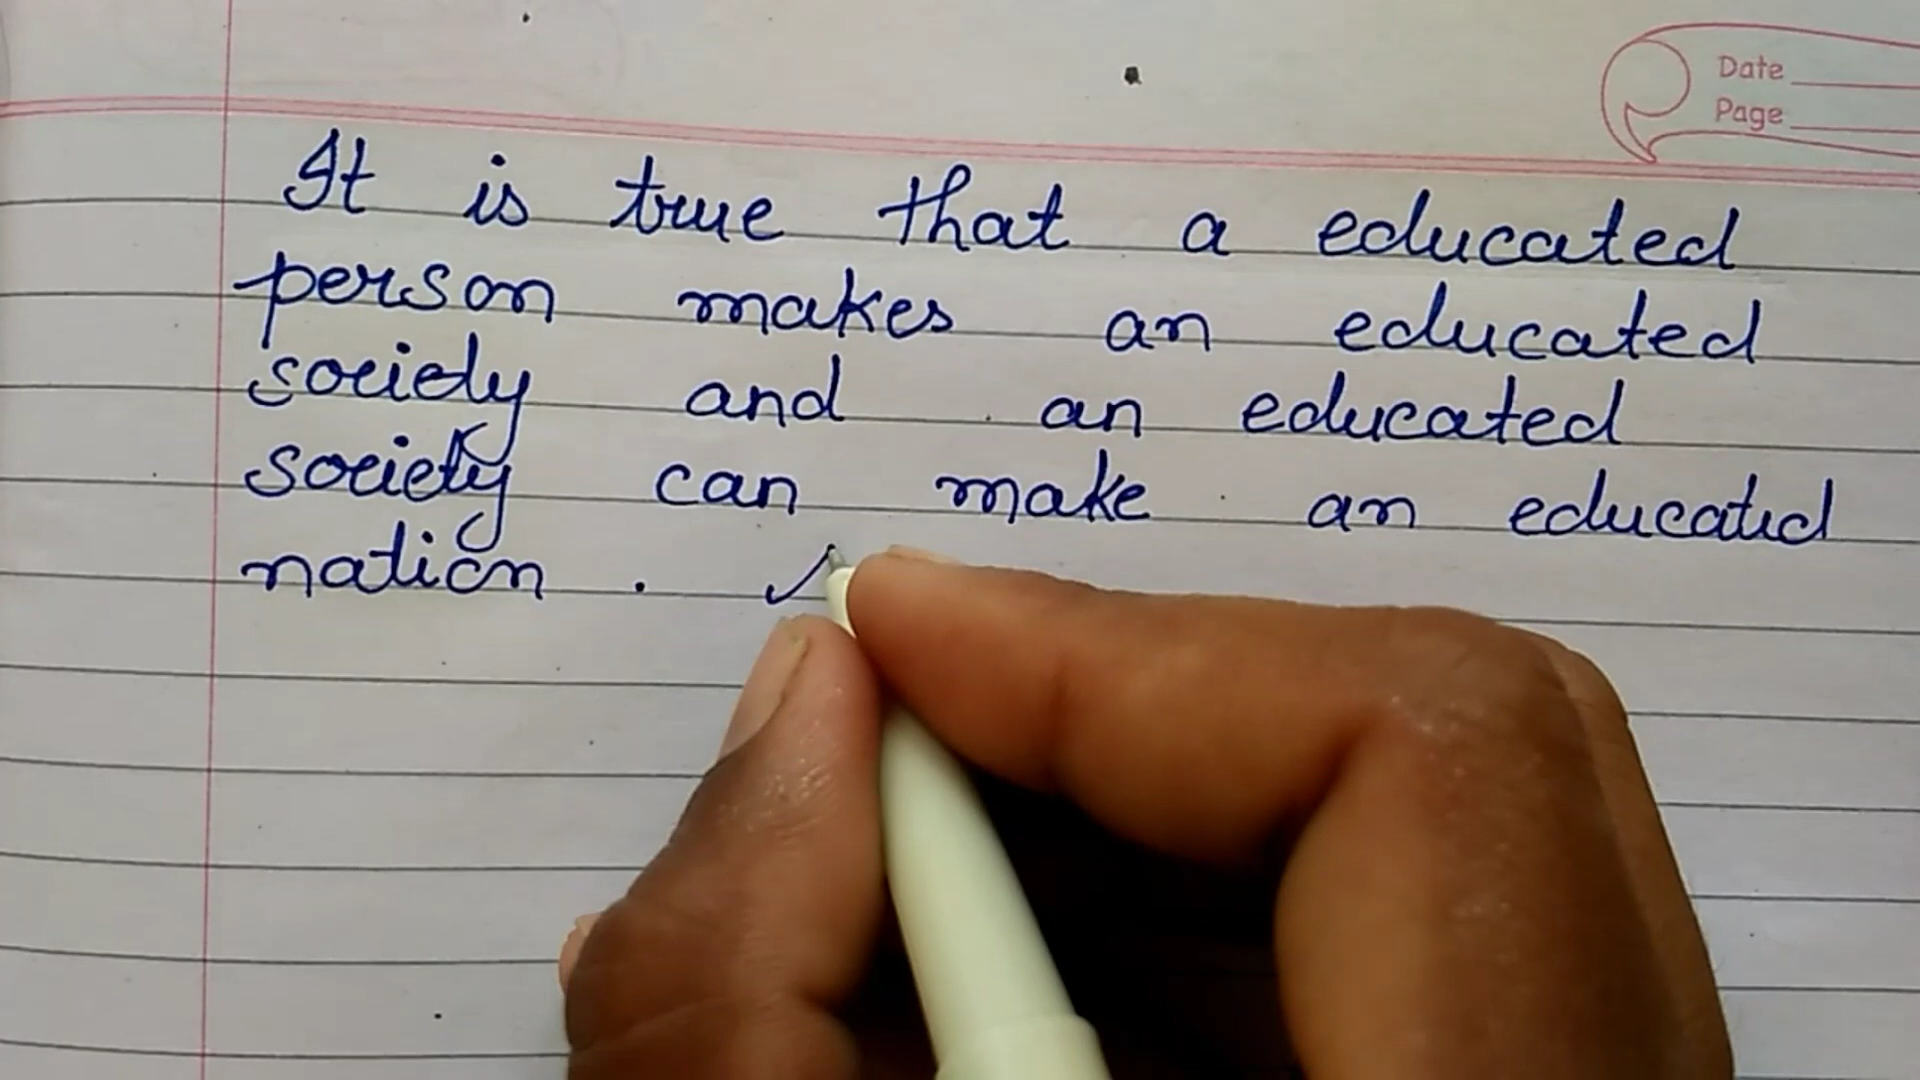 Date
Page
It is true that a educated
person makes an educated
society and an educated
society can make an educated
nation.